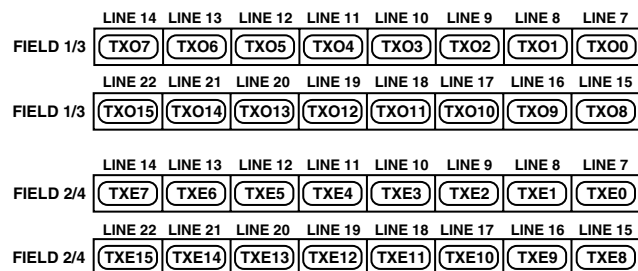 LINE 14 LINE 13 LINE 12 LINE 11 LINE 10 LINE 9 LINE 8 LINE 7
FIELD 1/3 TXO7 TXO6 TXO5 TXO4 TXO3 TXO2 TXO1 TXO0
LINE 22 LINE 21 LINE 20 LINE 19 LINE 18 LINE 17 LINE 16 LINE 15
FIELD 1/3 TXO15 TXO14 TXO13 TXO12 TXO11 TXO10 TXO9 TXO8
LINE 14 LINE 13 LINE 12 LINE 11 LINE 10 LINE 9 LINE 8 LINE 7
FIELD 2/4 TXE7 TXE6 TXE5 TXE4 TXE3 TXE2 TXE1 TXE0
LINE 22 LINE 21 LINE 20 LINE 19 LINE 18 LINE 17 LINE 16 LINE 15
FIELD 2/4 TXE15 TXE14 TXE13 TXE12 TXE11 TXE10 TXE9 TXE8